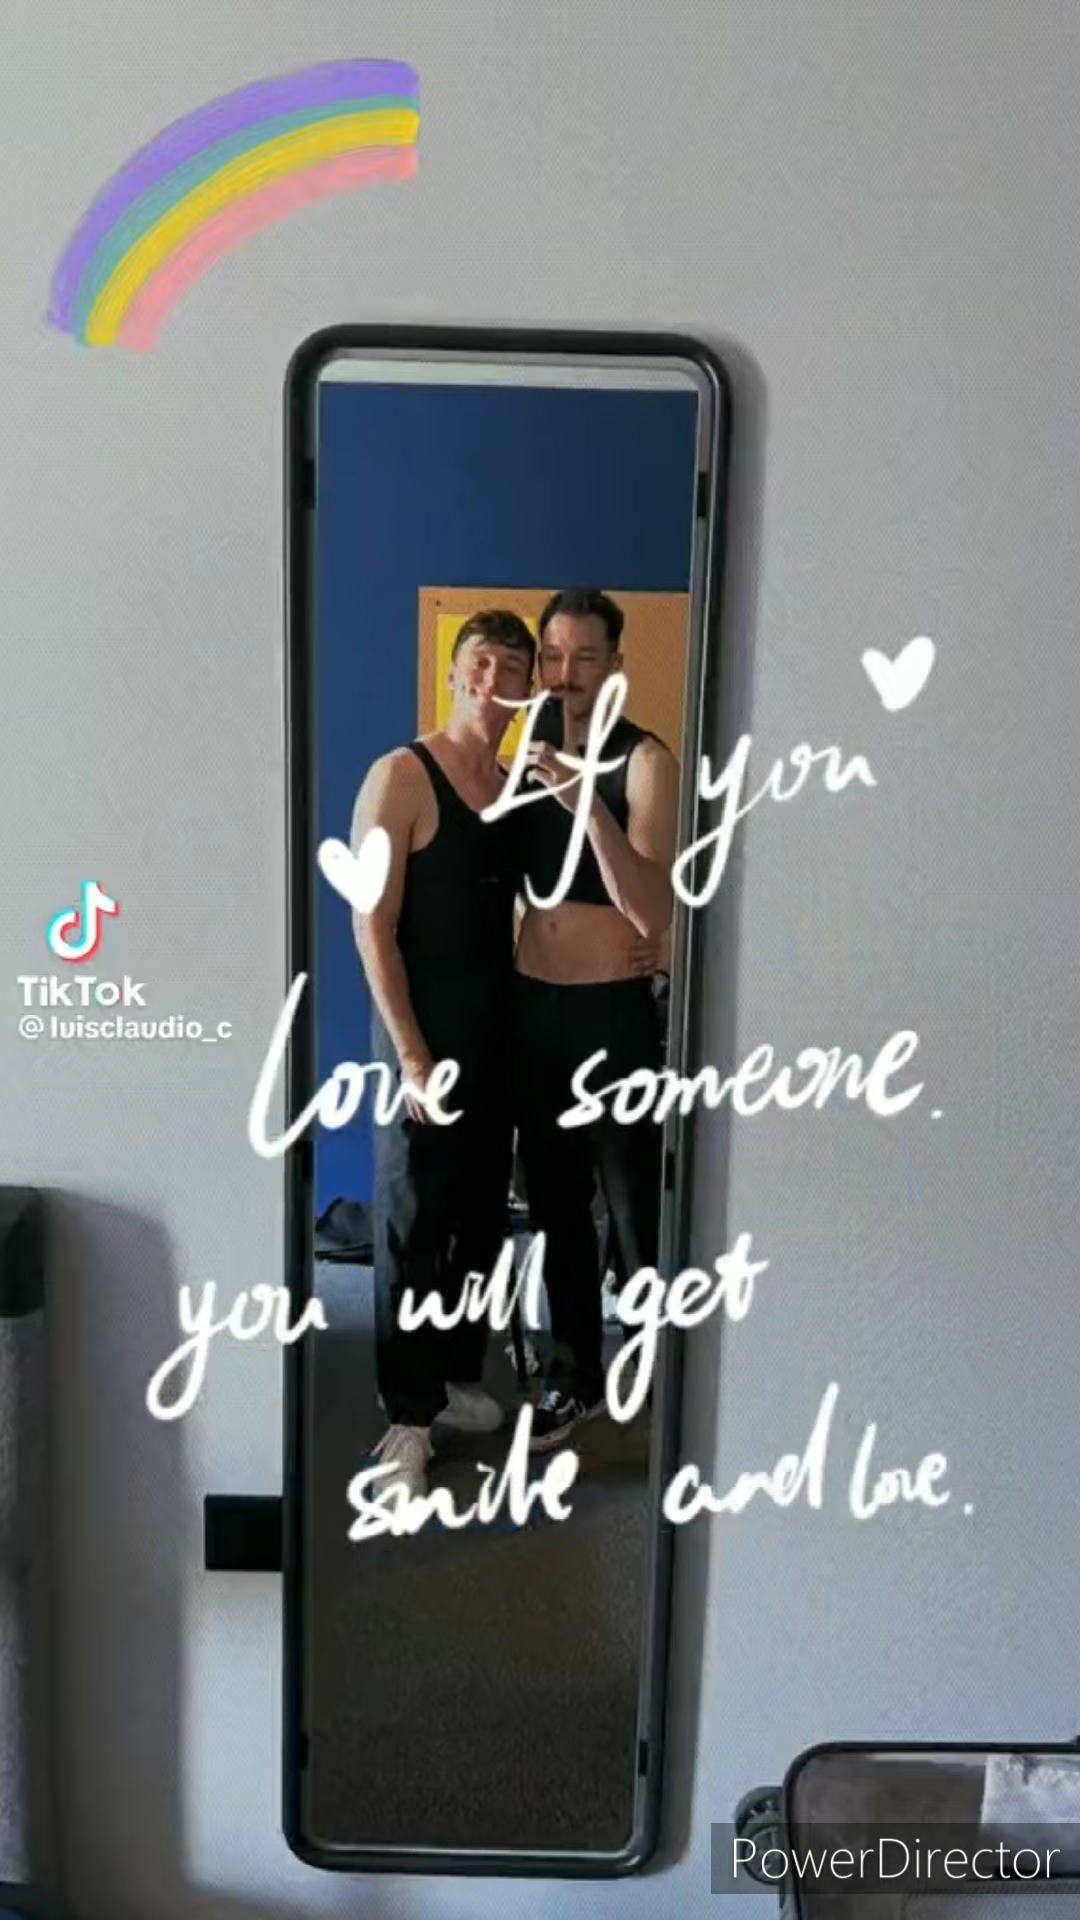 If you
TikTok
@luisclaudio_c
Love someone.
you will get
smile and love.
PowerDirector